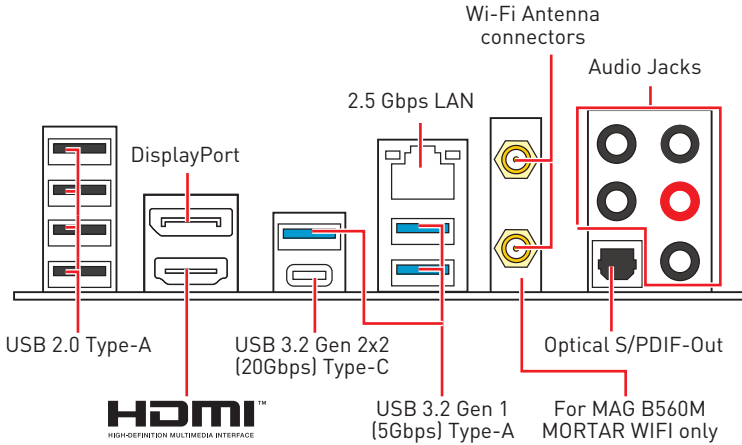 Wi-Fi Antenna
connectors
Audio Jacks
2.5 Gbps LAN
DisplayPort
USB 2.0 Type-A
USB 3.2 Gen 2x2
(20Gbps) Type-C
Optical S/PDIF-Out
HDMI™
HIGH-DEFINITION MULTIMEDIA INTERFACE
USB 3.2 Gen 1
(5Gbps) Type-A
For MAG B560M
MORTAR WIFI only